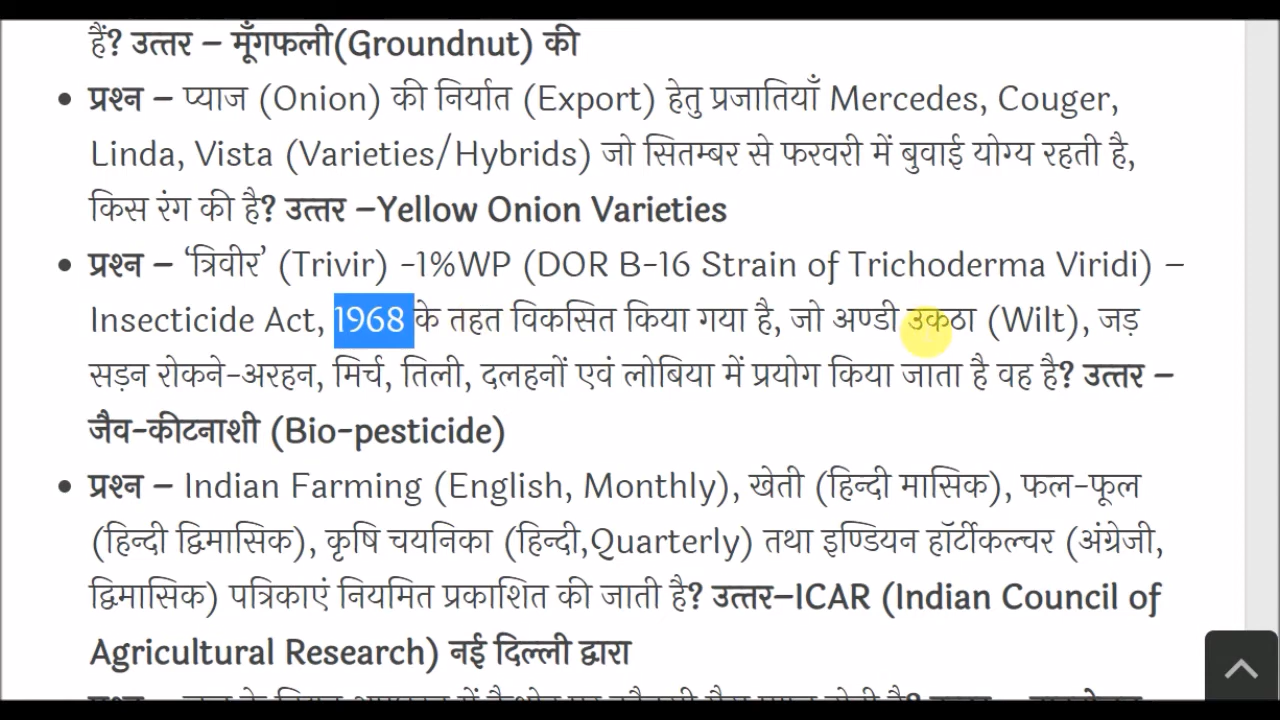 हैं? उत्तर – मूँगफली(Groundnut) की
• प्रश्न – प्याज (Onion) की निर्यात (Export) हेतु प्रजातियाँ Mercedes, Couger,
Linda, Vista (Varieties/Hybrids) जो सितम्बर से फरवरी में बुवाई योग्य रहती है,
किस रंग की है? उत्तर –Yellow Onion Varieties
• प्रश्न – ‘त्रिवीर’ (Trivir) -1%WP (DOR B-16 Strain of Trichoderma Viridi) –
Insecticide Act, 1968 के तहत विकसित किया गया है, जो अण्डी उकठा (Wilt), जड़
सड़न रोकने-अरहन, मिर्च, तिली, दलहनों एवं लोबिया में प्रयोग किया जाता है वह है? उत्तर –
जैव-कीटनाशी (Bio-pesticide)
• प्रश्न – Indian Farming (English, Monthly), खेती (हिन्दी मासिक), फल-फूल
(हिन्दी द्विमासिक), कृषि चयनिका (हिन्दी,Quarterly) तथा इण्डियन हॉर्टीकल्चर (अंग्रेजी,
द्विमासिक) पत्रिकाएं नियमित प्रकाशित की जाती है? उत्तर–ICAR (Indian Council of
Agricultural Research) नई दिल्ली द्वारा